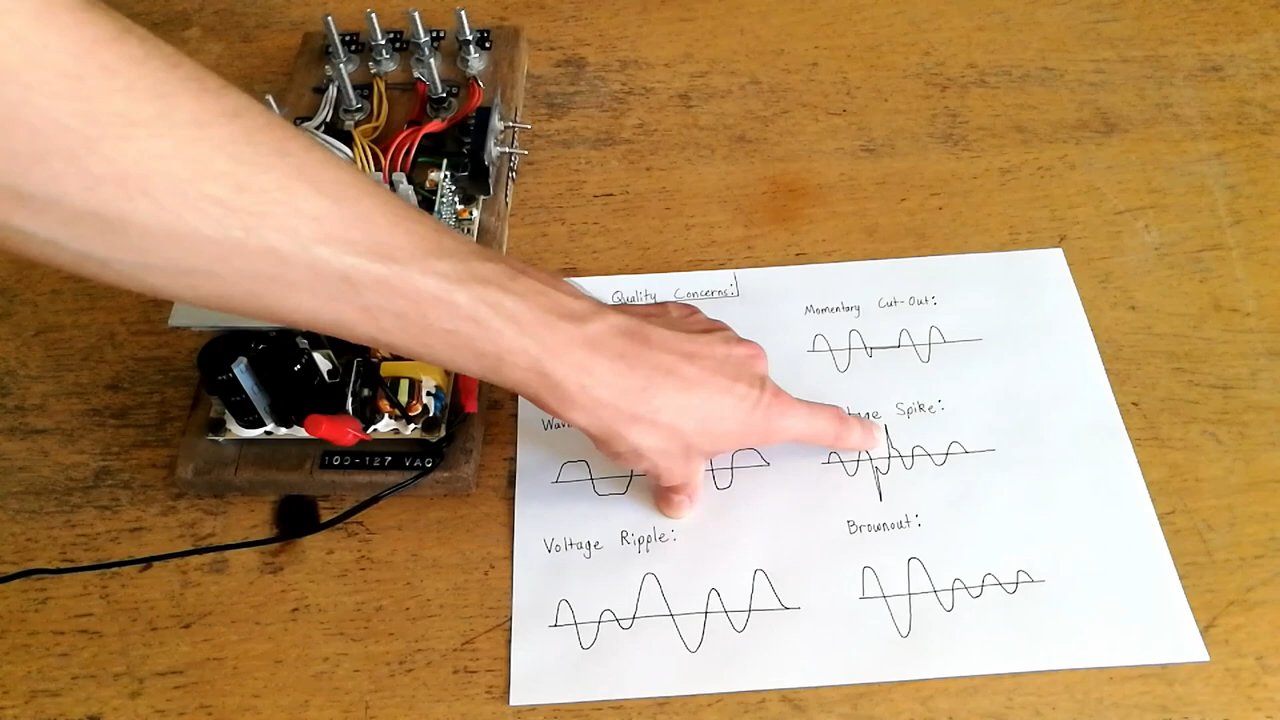 Quality Concerns:
Momentary Cut-Out:
Spike:
Voltage Ripple:
Brownout:
100-127 VAC